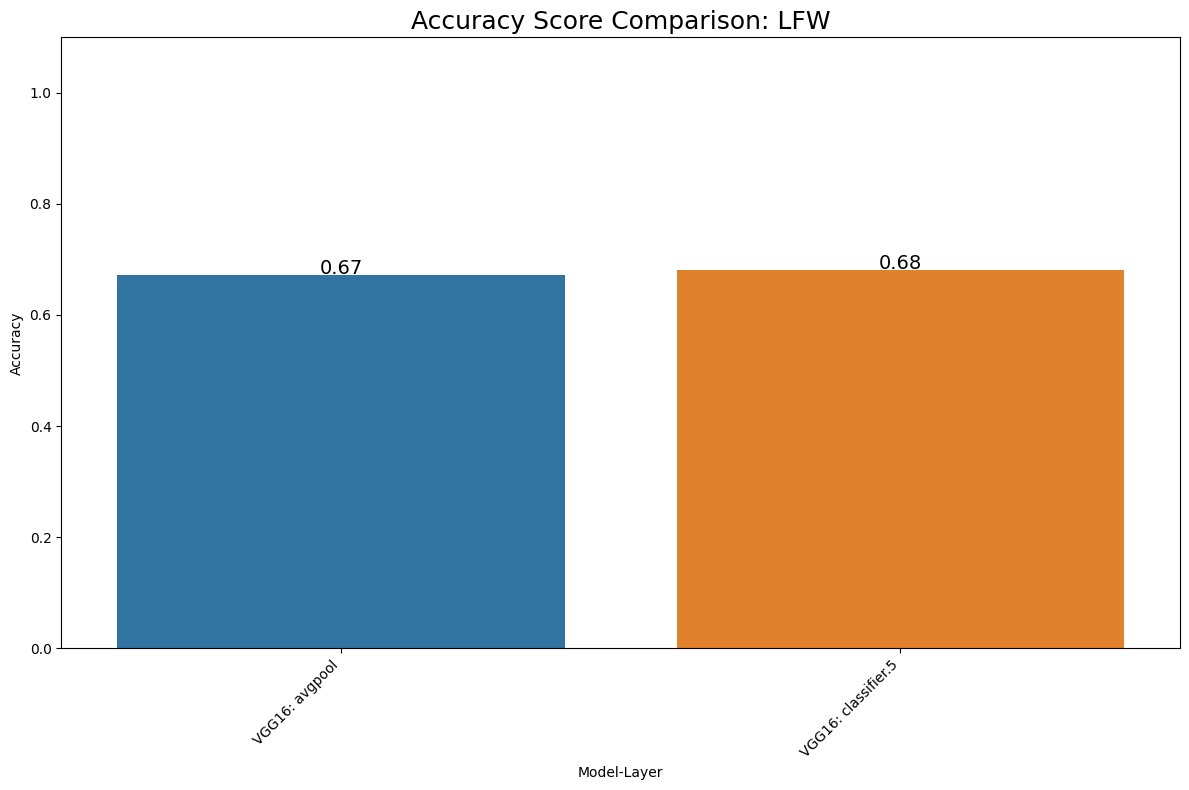 Accuracy Score Comparison: LFW
1.0
0.8
0.6
0.4
0.2
0.0
Accuracy
0.67
0.68
VGG16: avgpool
VGG16: classifier.5
Model-Layer